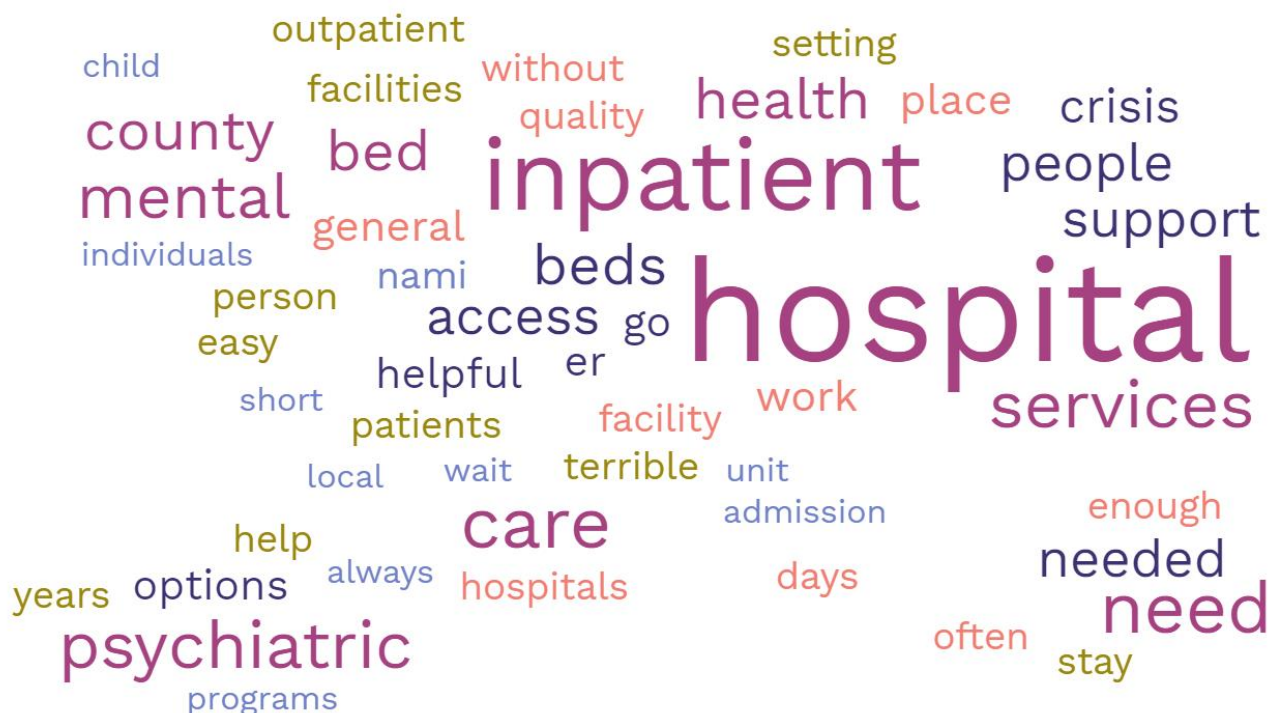 outpatient
setting
child
without
facilities
health
place
crisis
quality
county
bed
inpatient
people
mental
support
general
individuals
nami
beds
person
hospital
access
go
easy
er
helpful
short
work
services
facility
patients
local
wait
terrible
unit
admission
enough
care
help
needed
always
days
options
hospitals
years
need
often
psychiatric
stay
programs